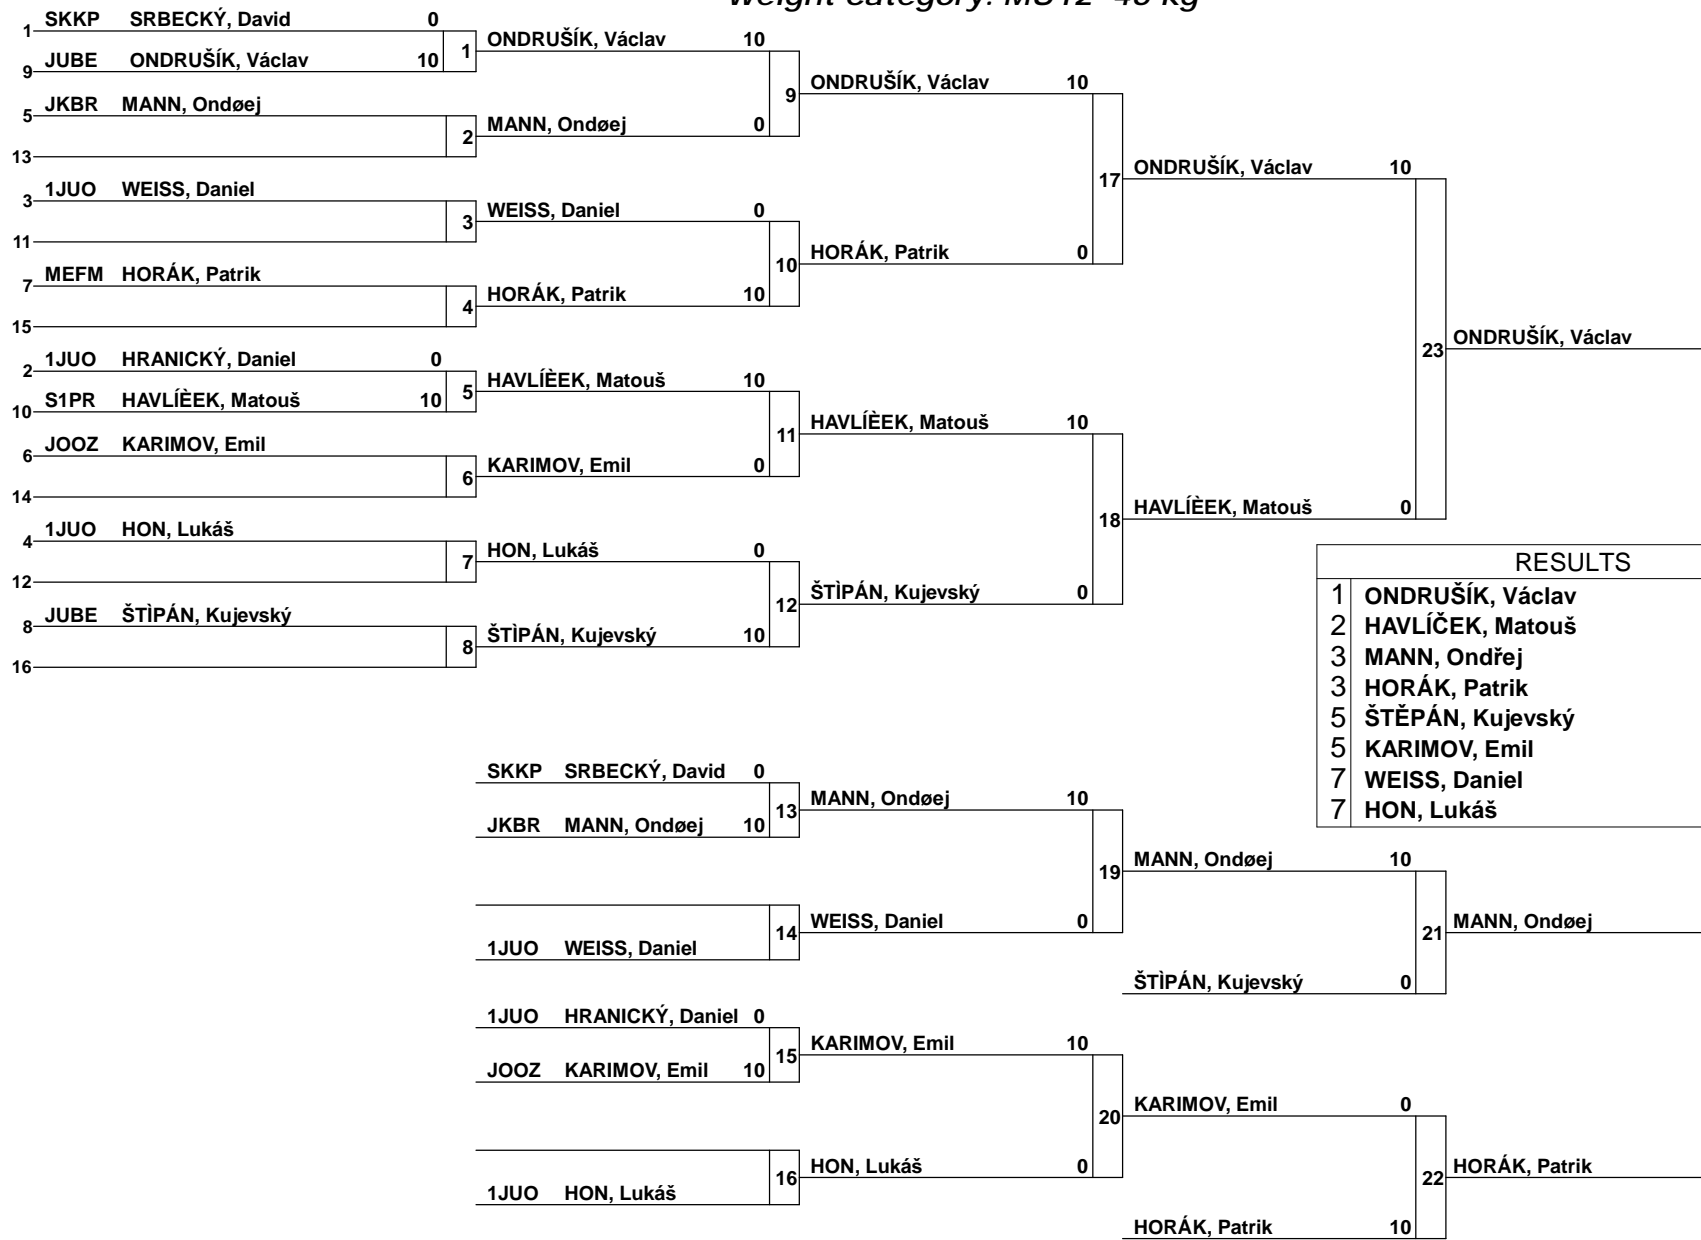 Weight category: MU12 -46 kg
1 SKKP SRBECKÝ, David 0
9 JUBE ONDRUŠÍK, Václav 10
1
5 JKBR MANN, Ondøej
13
2
3 1JUO WEISS, Daniel
11
3
7 MEFM HORÁK, Patrik
15
4
2 1JUO HRANICKÝ, Daniel 0
10 S1PR HAVLÍÈEK, Matouš 10
5
6 JOOZ KARIMOV, Emil
14
6
4 1JUO HON, Lukáš
12
7
8 JUBE ŠTÌPÁN, Kujevský
16
8
ONDRUŠÍK, Václav 10
MANN, Ondøej 0
9
WEISS, Daniel 0
HORÁK, Patrik 10
10
HAVLÍÈEK, Matouš 10
KARIMOV, Emil 0
11
HON, Lukáš 0
ŠTÌPÁN, Kujevský 10
12
ONDRUŠÍK, Václav 10
HORÁK, Patrik 0
17
HAVLÍÈEK, Matouš 10
ŠTÌPÁN, Kujevský 0
18
ONDRUŠÍK, Václav 10
HAVLÍÈEK, Matouš 0
23
ONDRUŠÍK, Václav
RESULTS
1 ONDRUŠÍK, Václav
2 HAVLÍČEK, Matouš
3 MANN, Ondřej
3 HORÁK, Patrik
5 ŠTĚPÁN, Kujevský
5 KARIMOV, Emil
7 WEISS, Daniel
7 HON, Lukáš
SKKP SRBECKÝ, David 0
JKBR MANN, Ondøej 10
13
1JUO WEISS, Daniel
14
1JUO HRANICKÝ, Daniel 0
JOOZ KARIMOV, Emil 10
15
1JUO HON, Lukáš
16
MANN, Ondøej 10
WEISS, Daniel 0
19
KARIMOV, Emil 10
HON, Lukáš 0
20
MANN, Ondøej 10
ŠTÌPÁN, Kujevský 0
21
MANN, Ondøej
KARIMOV, Emil 0
HORÁK, Patrik 10
22
HORÁK, Patrik